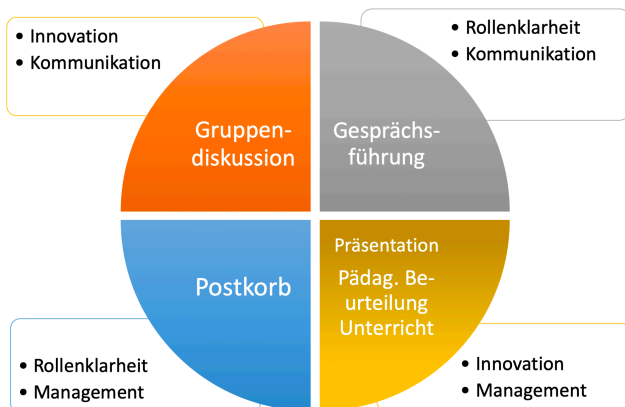 • Innovation
• Kommunikation
• Rollenklarheit
• Kommunikation
Gruppen-
diskussion
Gesprächs-
führung
Postkorb
Präsentation
Pädag. Be-
urteilung
Unterricht
• Rollenklarheit
• Management
• Innovation
• Management